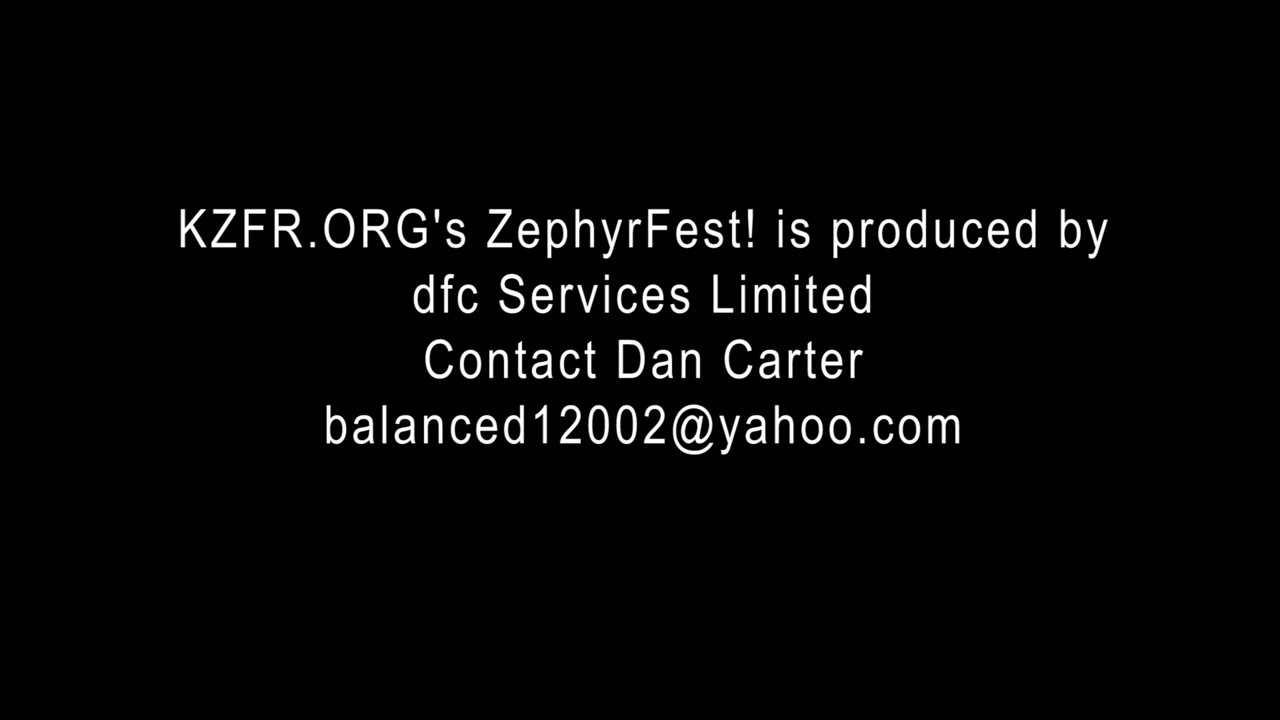 KZFR.ORG's ZephyrFest! is produced by
dfc Services Limited
Contact Dan Carter
balanced12002@yahoo.com